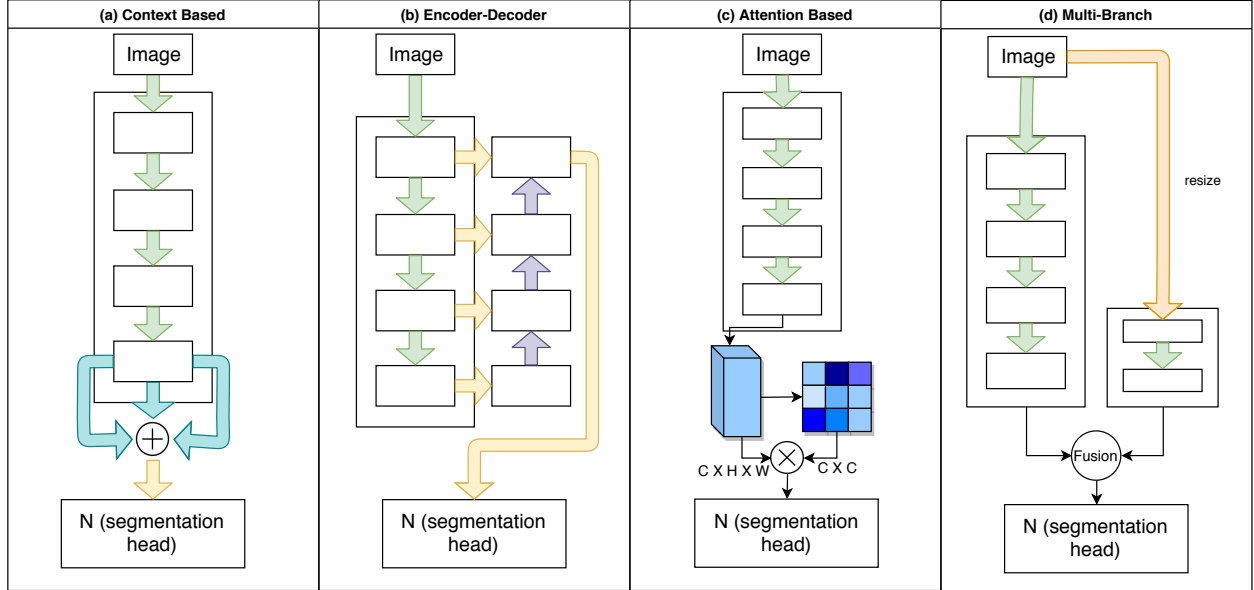 (a) Context Based
(b) Encoder-Decoder
(c) Attention Based
(d) Multi-Branch
Image
Image
Image
Image
resize
C X H X W
C X C
Fusion
N (segmentation
head)
N (segmentation
head)
N (segmentation
head)
N (segmentation
head)